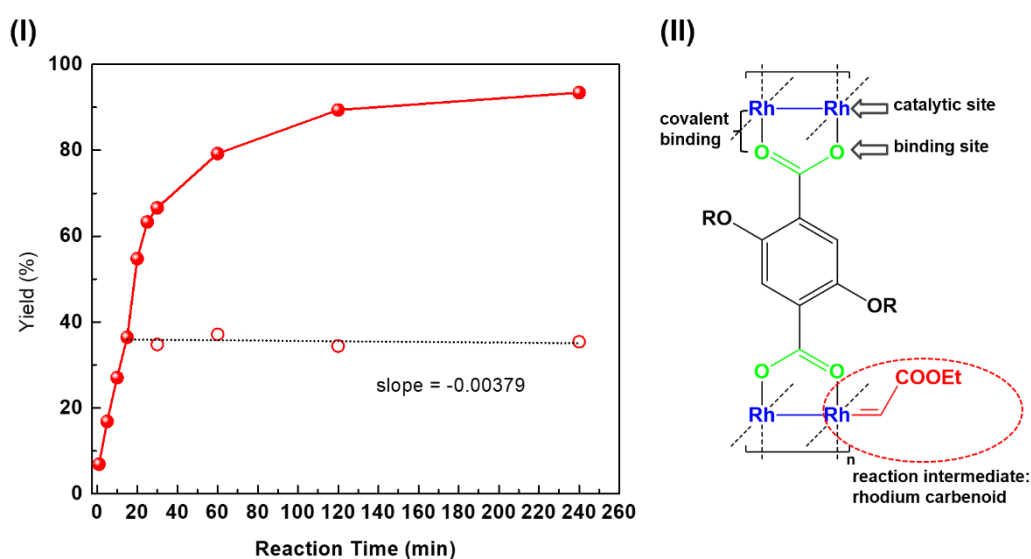 (I)
100
80
60
40
20
0
Yield (%)
slope = -0.00379
0 20 40 60 80 100 120 140 160 180 200 220 240 260
Reaction Time (min)
(II)
Rh Rh
catalytic site
covalent
binding
O O
binding site
RO
OR
O O
COOEt
Rh Rh
n
reaction intermediate:
rhodium carbenoid